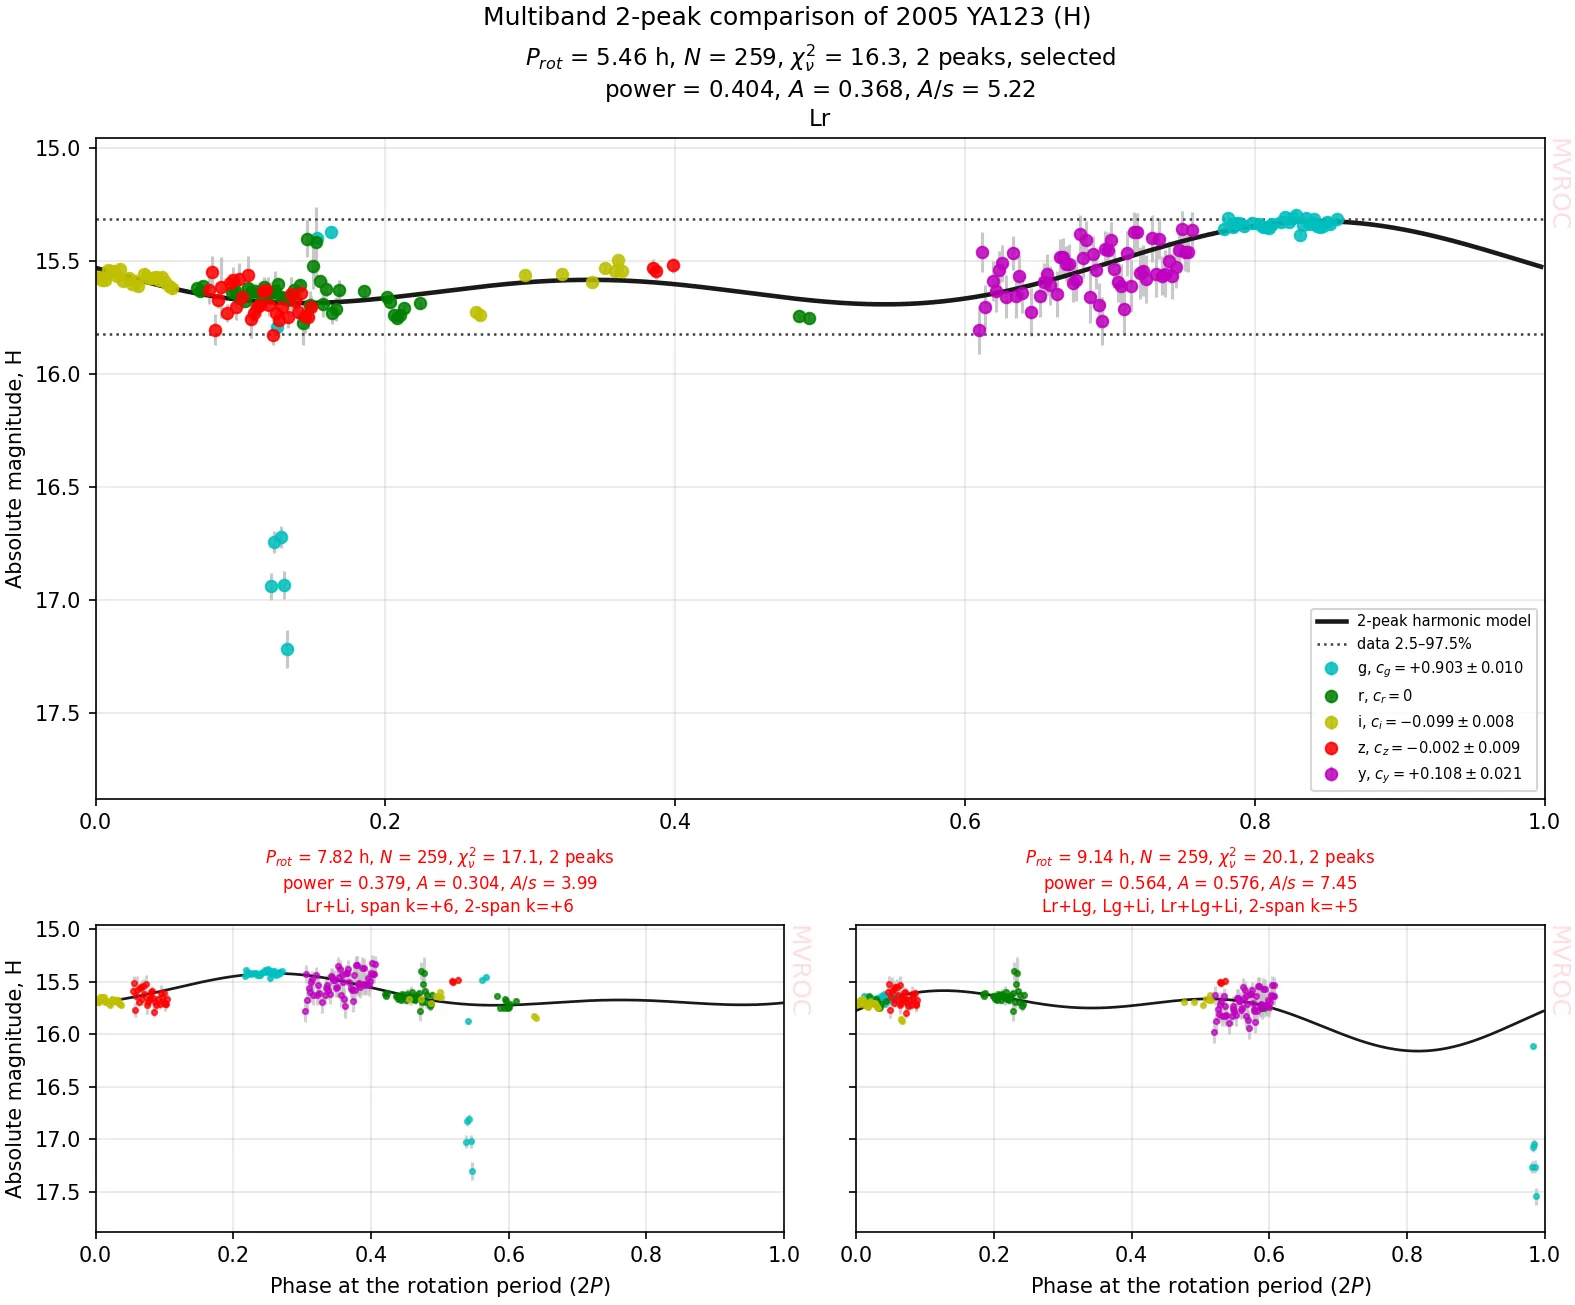 Multiband 2-peak comparison of 2005 YA123 (H)
P_rot = 5.46 h, N = 259, χ²_ν = 16.3, 2 peaks, selected
power = 0.404, A = 0.368, A/s = 5.22
Lr
15.0
15.5
16.0
16.5
17.0
17.5
Absolute magnitude, H
MVROC
2-peak harmonic model
data 2.5–97.5%
g, c_g = +0.903 ± 0.010
r, c_r = 0
i, c_i = −0.099 ± 0.008
z, c_z = −0.002 ± 0.009
y, c_y = +0.108 ± 0.021
0.0 0.2 0.4 0.6 0.8 1.0
P_rot = 7.82 h, N = 259, χ²_ν = 17.1, 2 peaks
power = 0.379, A = 0.304, A/s = 3.99
Lr+Li, span k=+6, 2-span k=+6
15.0
15.5
16.0
16.5
17.0
17.5
Absolute magnitude, H
MVROC
0.0 0.2 0.4 0.6 0.8 1.0
Phase at the rotation period (2P)
P_rot = 9.14 h, N = 259, χ²_ν = 20.1, 2 peaks
power = 0.564, A = 0.576, A/s = 7.45
Lr+Lg, Lg+Li, Lr+Lg+Li, 2-span k=+5
MVROC
0.0 0.2 0.4 0.6 0.8 1.0
Phase at the rotation period (2P)